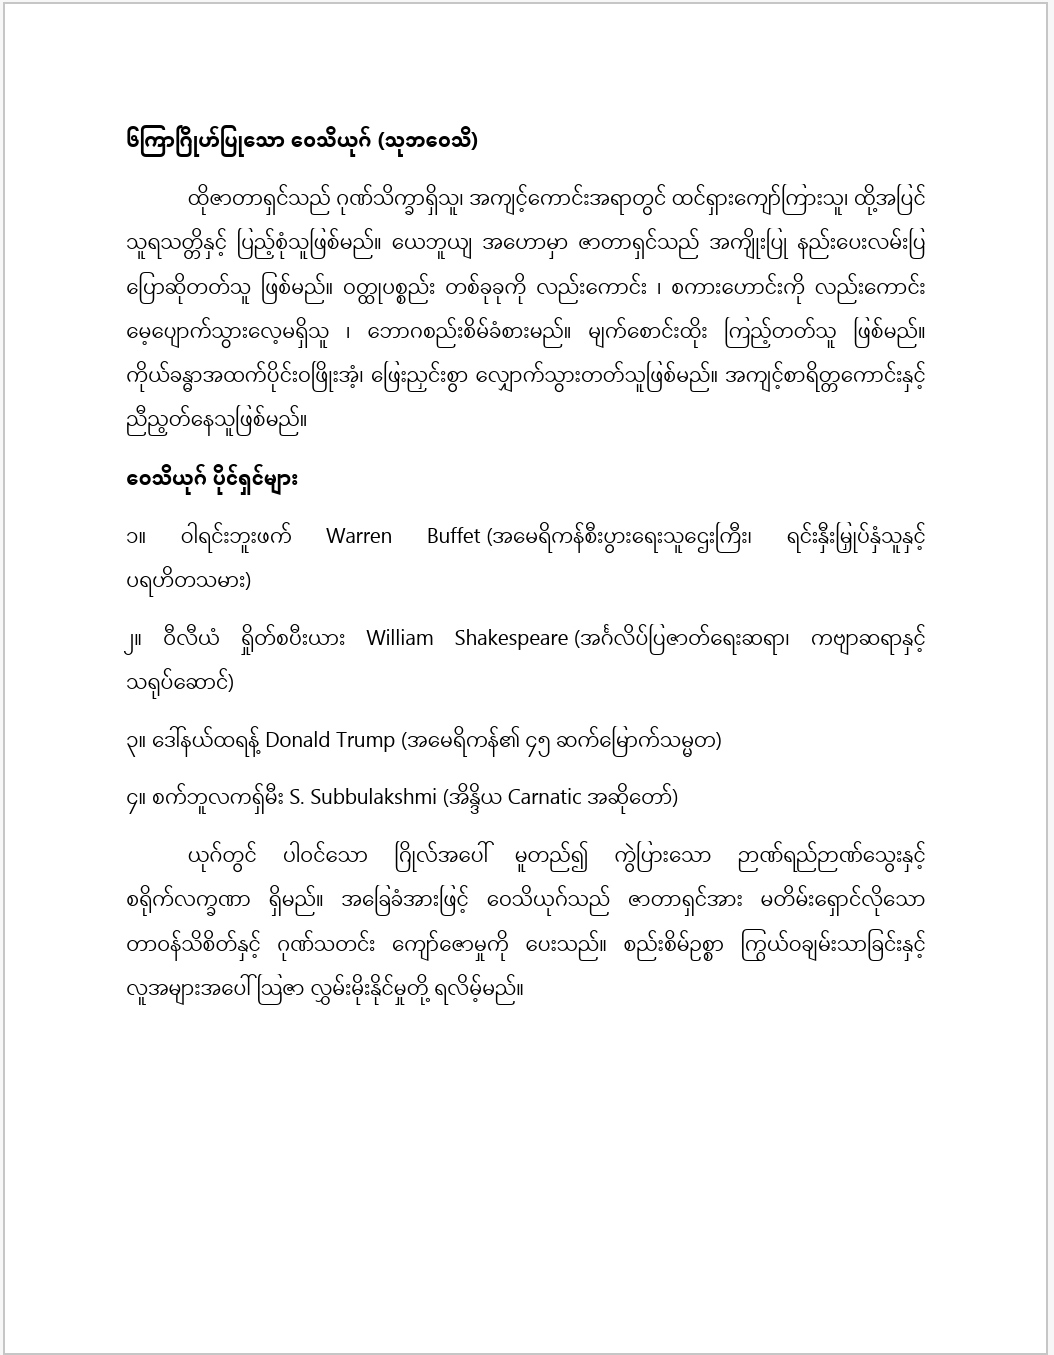 ၆ကြာဂြိုဟ်ပြုသော ဝေသိယုဂ် (သုဘဝေသိ)
ထိုဇာတာရှင်သည် ဂုဏ်သိက္ခာရှိသူ၊ အကျင့်ကောင်းအရာတွင် ထင်ရှားကျော်ကြားသူ၊ ထို့အပြင်
သူရသတ္တိနှင့် ပြည့်စုံသူဖြစ်မည်။ ယေဘူယျ အဟောမှာ ဇာတာရှင်သည် အကျိုးပြု နည်းပေးလမ်းပြ
ပြောဆိုတတ်သူ ဖြစ်မည်။ ဝတ္ထုပစ္စည်း တစ်ခုခုကို လည်းကောင်း ၊ စကားဟောင်းကို လည်းကောင်း
မေ့ပျောက်သွားလေ့မရှိသူ ၊ ဘောဂစည်းစိမ်ခံစားမည်။ မျက်စောင်းထိုး ကြည့်တတ်သူ ဖြစ်မည်။
ကိုယ်ခန္ဓာအထက်ပိုင်းဝဖြိုးအံ့၊ ဖြေးညှင်းစွာ လျှောက်သွားတတ်သူဖြစ်မည်။ အကျင့်စာရိတ္တကောင်းနှင့်
ညီညွတ်နေသူဖြစ်မည်။
ဝေသိယုဂ် ပိုင်ရှင်များ
၁။ ဝါရင်းဘူးဖက် Warren Buffet (အမေရိကန်စီးပွားရေးသူဌေးကြီး၊ ရင်းနှီးမြှုပ်နှံသူနှင့်
ပရဟိတသမား)
၂။ ဝီလီယံ ရှိုတ်စပီးယား William Shakespeare (အင်္ဂလိပ်ပြဇာတ်ရေးဆရာ၊ ကဗျာဆရာနှင့်
သရုပ်ဆောင်)
၃။ ဒေါ်နယ်ထရန့် Donald Trump (အမေရိကန်၏ ၄၅ ဆက်မြောက်သမ္မတ)
၄။ စက်ဘူလကရှ်မီး S. Subbulakshmi (အိန္ဒိယ Carnatic အဆိုတော်)
ယုဂ်တွင် ပါဝင်သော ဂြိုလ်အပေါ် မူတည်၍ ကွဲပြားသော ဉာဏ်ရည်ဉာဏ်သွေးနှင့်
စရိုက်လက္ခဏာ ရှိမည်။ အခြေခံအားဖြင့် ဝေသိယုဂ်သည် ဇာတာရှင်အား မတိမ်းရှောင်လိုသော
တာဝန်သိစိတ်နှင့် ဂုဏ်သတင်း ကျော်ဇောမှုကို ပေးသည်။ စည်းစိမ်ဥစ္စာ ကြွယ်ဝချမ်းသာခြင်းနှင့်
လူအများအပေါ် ဩဇာ လွှမ်းမိုးနိုင်မှုတို့ ရလိမ့်မည်။